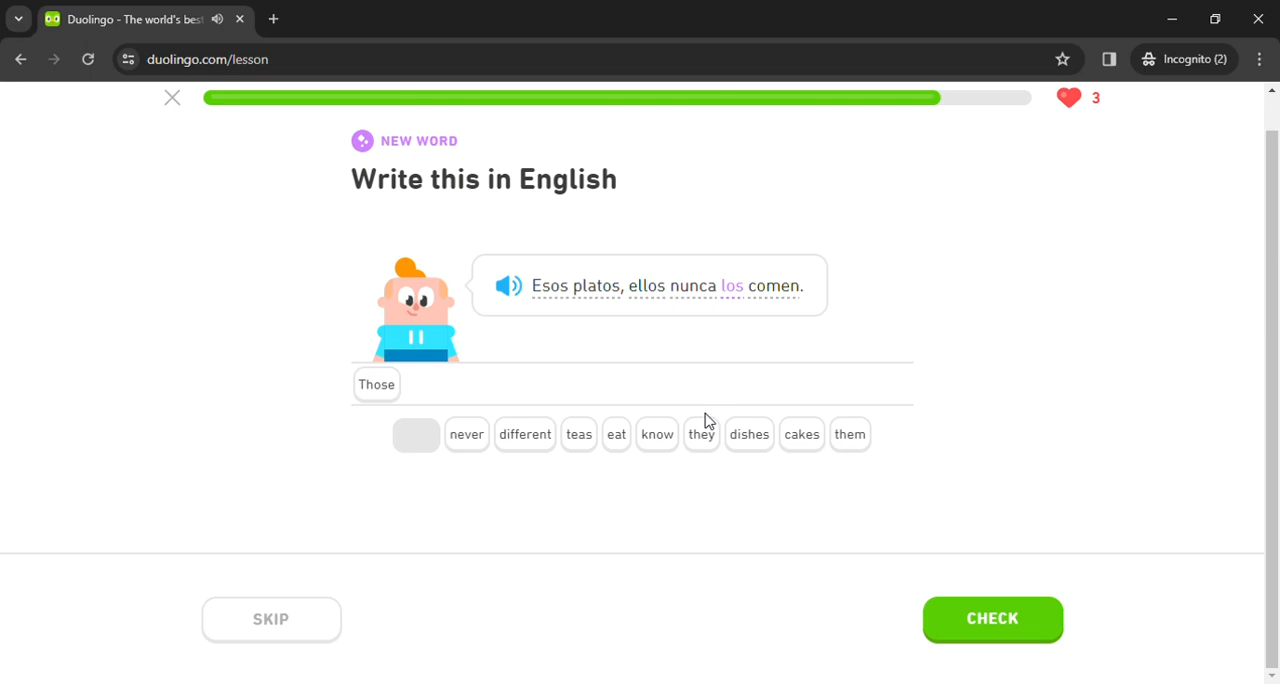 Duolingo - The world's bes
duolingo.com/lesson
Incognito (2)
3
NEW WORD
Write this in English
Esos platos, ellos nunca los comen.
Those
never different teas eat know they dishes cakes them
SKIP
CHECK